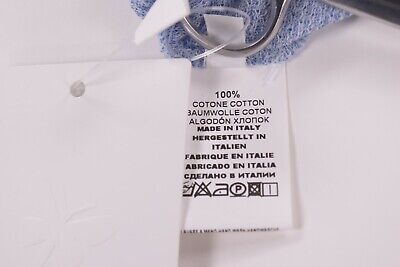 100%
COTONE COTTON
BAUMWOLLE COTON
ALGODÓN ХЛОПОК
MADE IN ITALY
HERGESTELLT IN
ITALIEN
FABRIQUE EN ITALIE
FABRICADO EN ITALIA
СДЕЛАНО В ИТАЛИИ